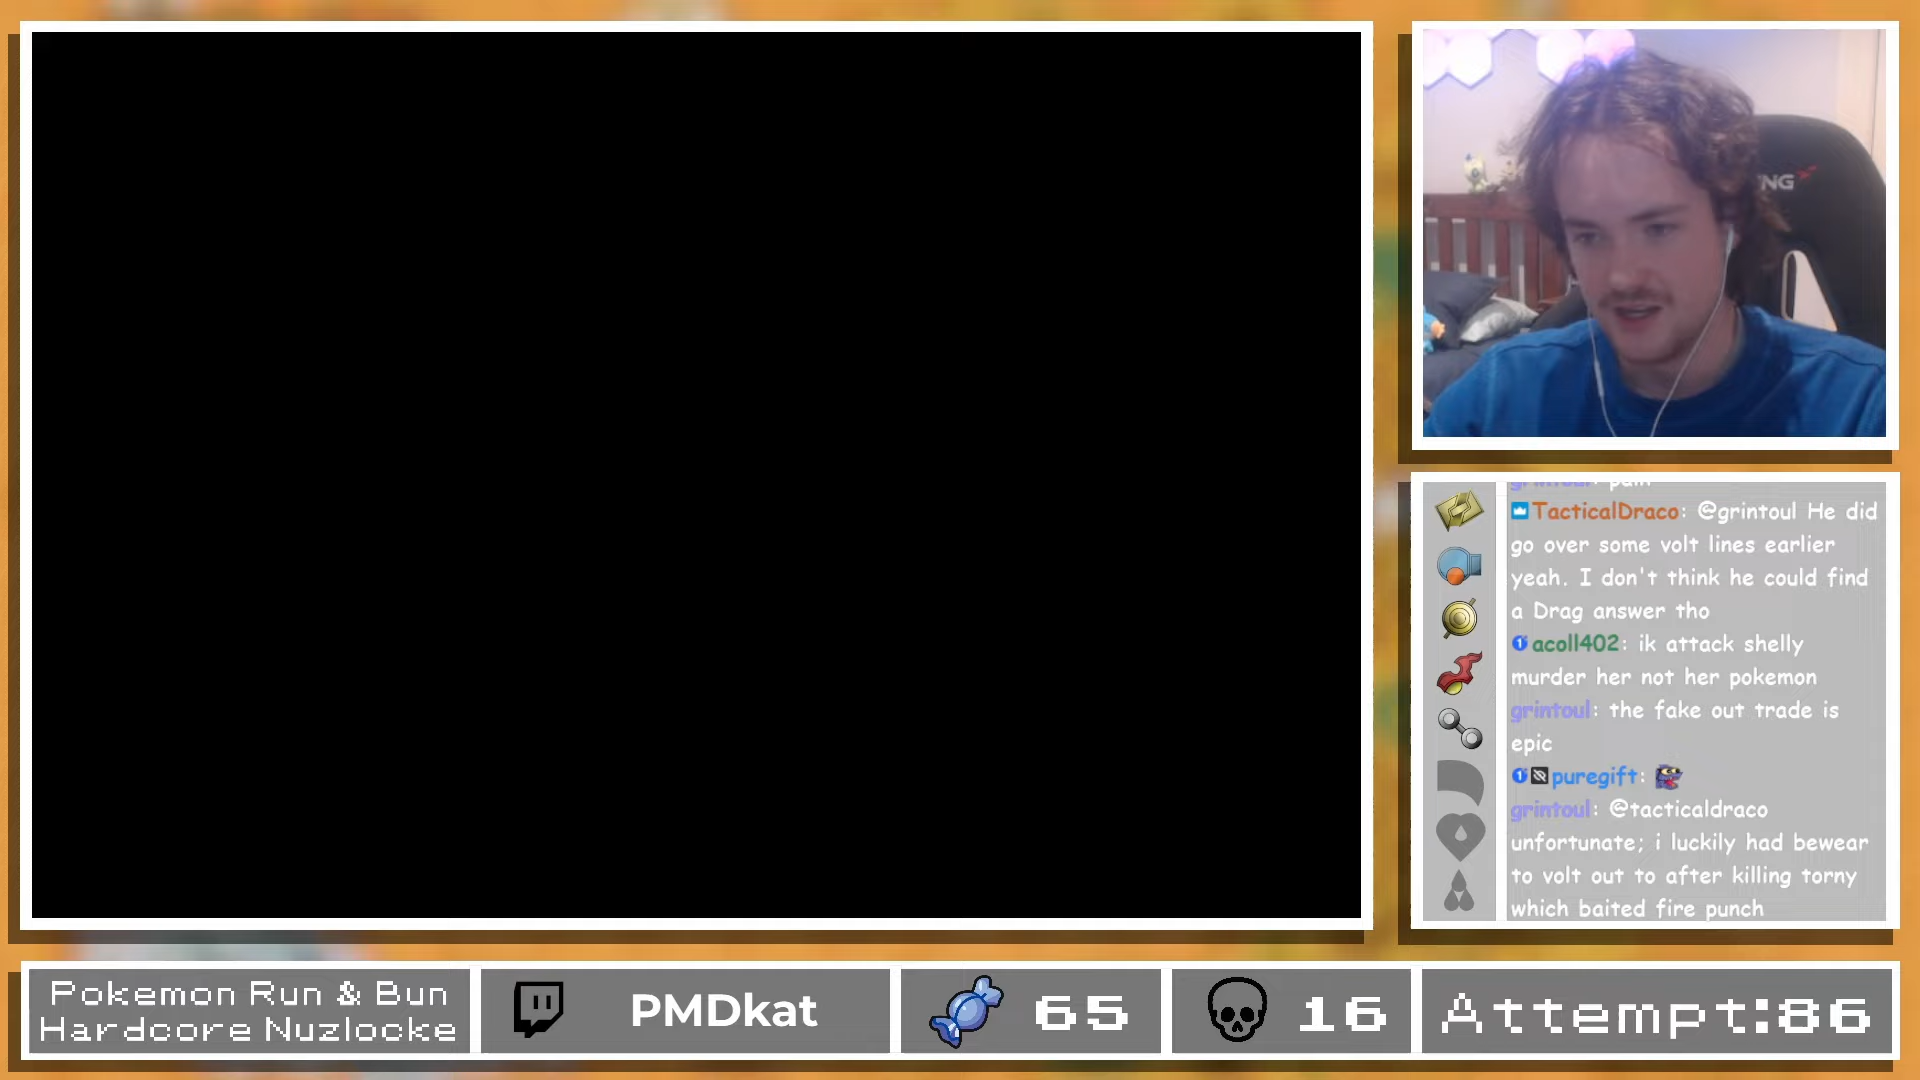 NG
grintoul: pain
TacticalDraco: @grintoul He did
go over some volt lines earlier
yeah. I don't think he could find
a Drag answer tho
acoll402: ik attack shelly
murder her not her pokemon
grintoul: the fake out trade is
epic
puregift:
grintoul: @tacticaldraco
unfortunate; i luckily had bewear
to volt out to after killing torny
which baited fire punch
Pokemon Run & Bun
Hardcore Nuzlocke
PMDkat
65
16
Attempt:86